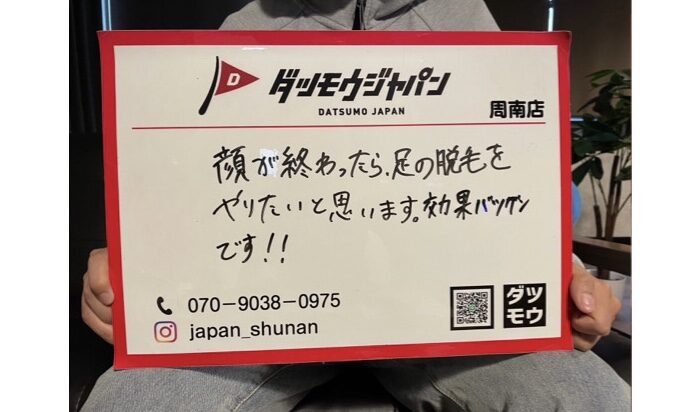 D
ダツモウジャパン
DATSUMO JAPAN
周南店
顔が終わったら、足の脱毛を
やりたいと思います。効果バツグン
です!!
070-9038-0975
japan_shunan
ダツ
モウ